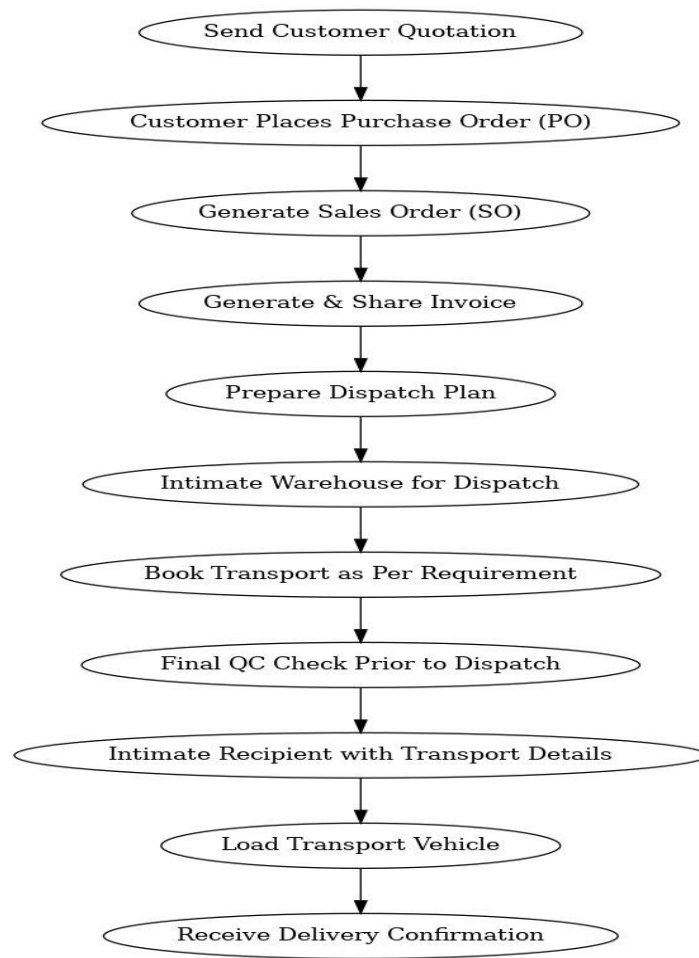 Send Customer Quotation
Customer Places Purchase Order (PO)
Generate Sales Order (SO)
Generate & Share Invoice
Prepare Dispatch Plan
Intimate Warehouse for Dispatch
Book Transport as Per Requirement
Final QC Check Prior to Dispatch
Intimate Recipient with Transport Details
Load Transport Vehicle
Receive Delivery Confirmation